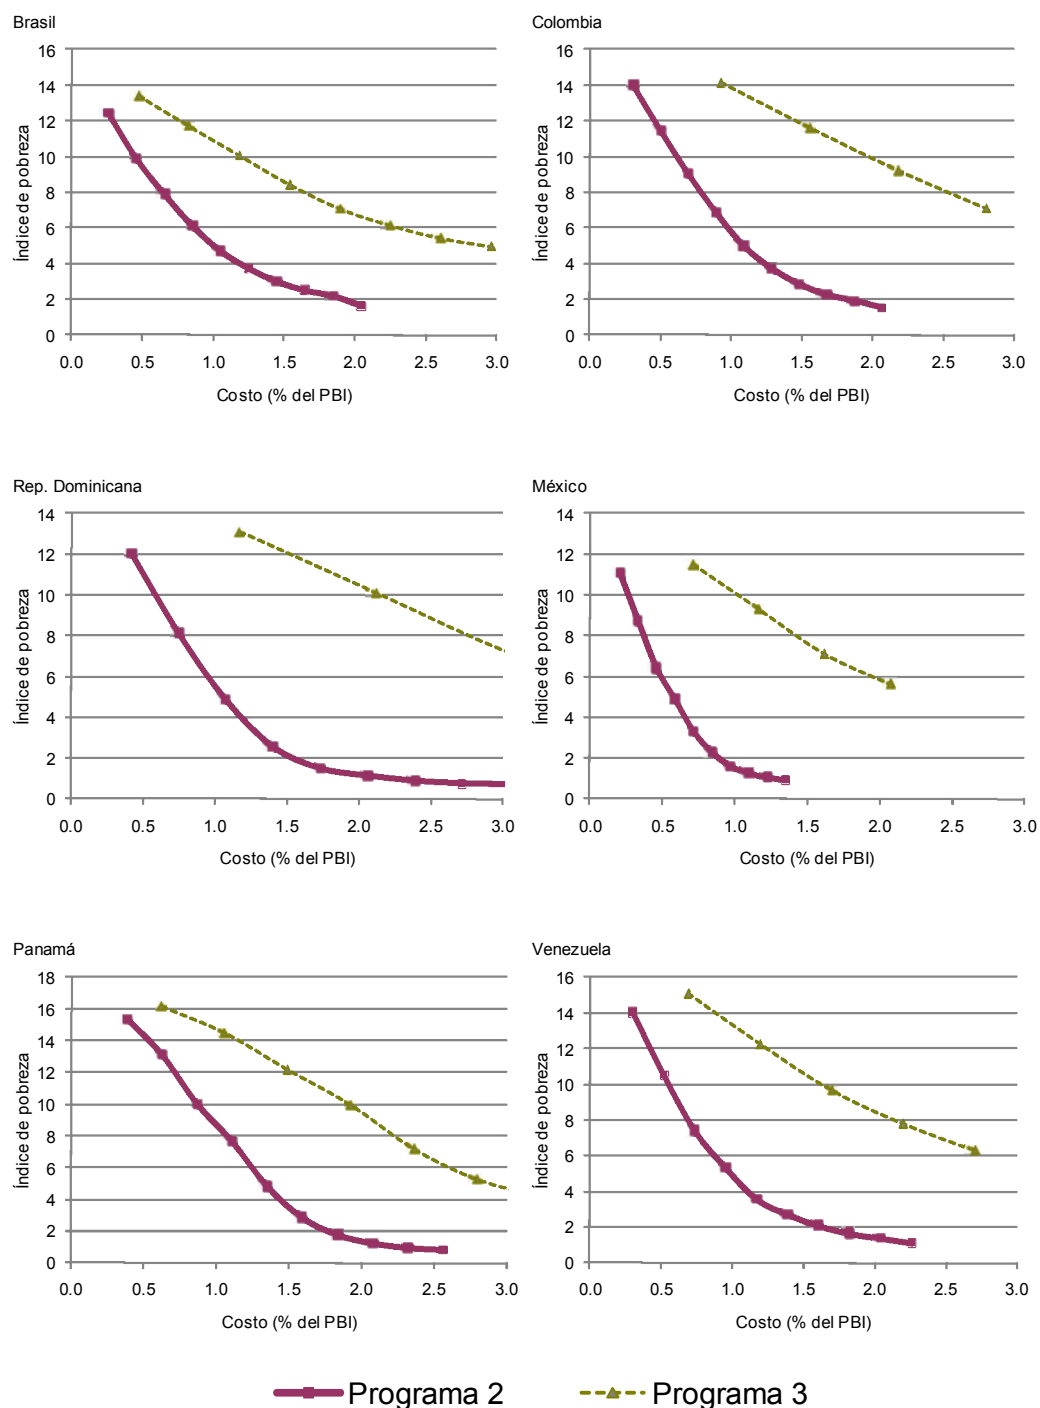 Brasil
Colombia
16
14
12
10
8
6
4
2
0
Índice de pobreza
0.0 0.5 1.0 1.5 2.0 2.5 3.0
Costo (% del PBI)
16
14
12
10
8
6
4
2
0
Índice de pobreza
0.0 0.5 1.0 1.5 2.0 2.5 3.0
Costo (% del PBI)
Rep. Dominicana
México
14
12
10
8
6
4
2
0
Índice de pobreza
0.0 0.5 1.0 1.5 2.0 2.5 3.0
Costo (% del PBI)
14
12
10
8
6
4
2
0
Índice de pobreza
0.0 0.5 1.0 1.5 2.0 2.5 3.0
Costo (% del PBI)
Panamá
Venezuela
18
16
14
12
10
8
6
4
2
0
Índice de pobreza
0.0 0.5 1.0 1.5 2.0 2.5 3.0
Costo (% del PBI)
16
14
12
10
8
6
4
2
0
Índice de pobreza
0.0 0.5 1.0 1.5 2.0 2.5 3.0
Costo (% del PBI)
Programa 2 Programa 3